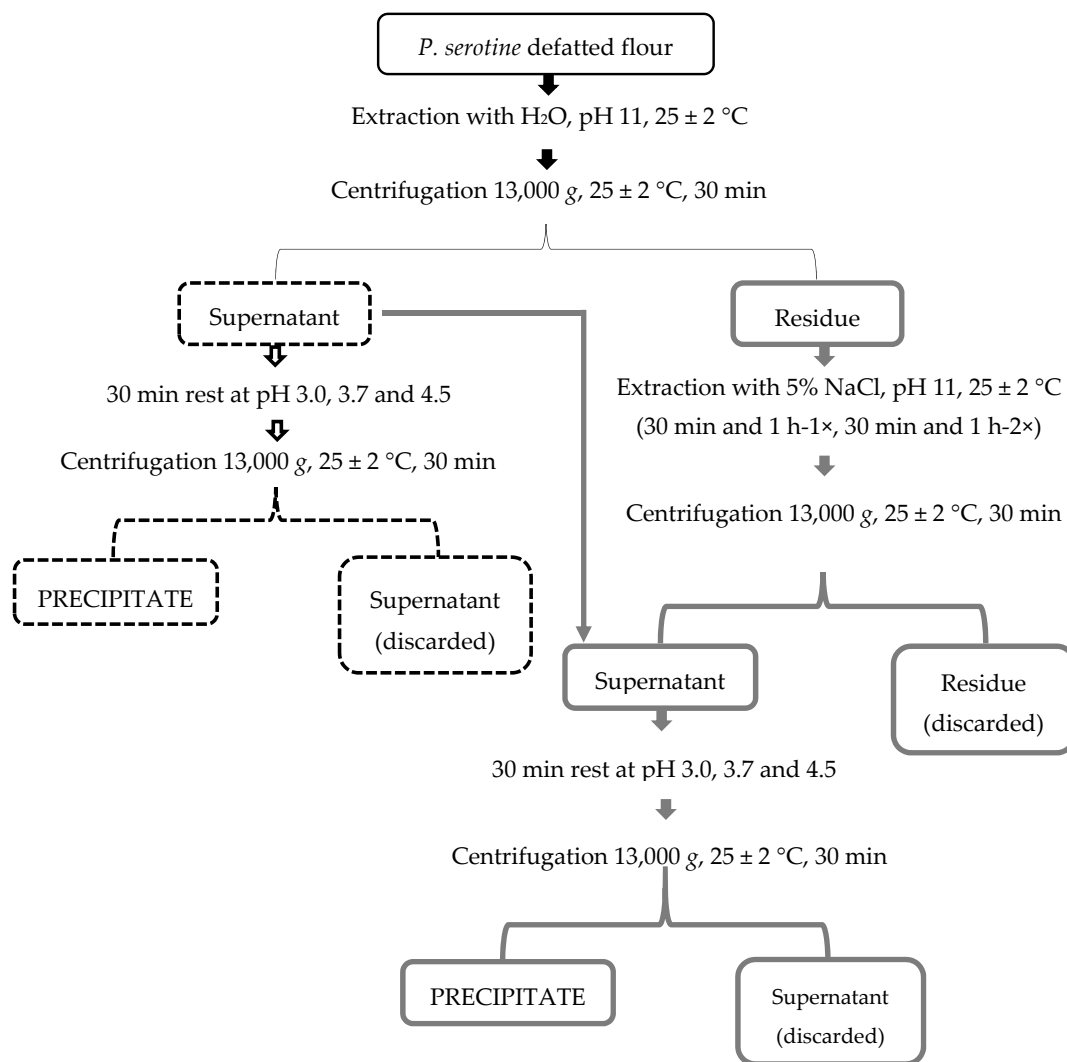 P. serotine defatted flour
Extraction with H₂O, pH 11, 25 ± 2 °C
Centrifugation 13,000 g, 25 ± 2 °C, 30 min
Supernatant
30 min rest at pH 3.0, 3.7 and 4.5
Centrifugation 13,000 g, 25 ± 2 °C, 30 min
PRECIPITATE
Supernatant
(discarded)
Residue
Extraction with 5% NaCl, pH 11, 25 ± 2 °C
(30 min and 1 h-1×, 30 min and 1 h-2×)
Centrifugation 13,000 g, 25 ± 2 °C, 30 min
Supernatant
Residue
(discarded)
30 min rest at pH 3.0, 3.7 and 4.5
Centrifugation 13,000 g, 25 ± 2 °C, 30 min
PRECIPITATE
Supernatant
(discarded)